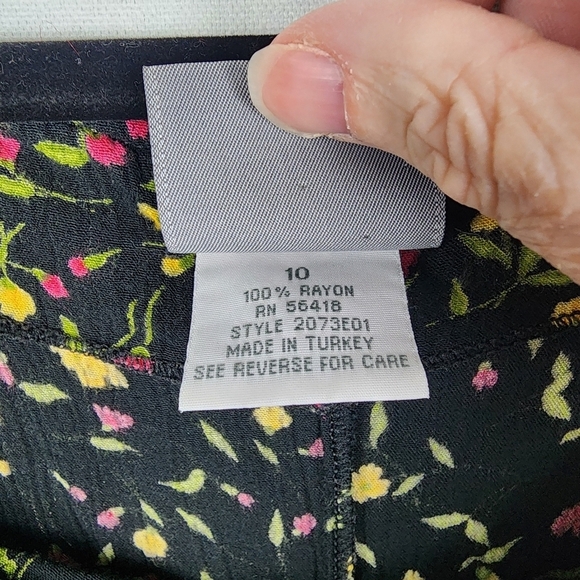 10
100% RAYON
RN 56418
STYLE 2073E01
MADE IN TURKEY
SEE REVERSE FOR CARE